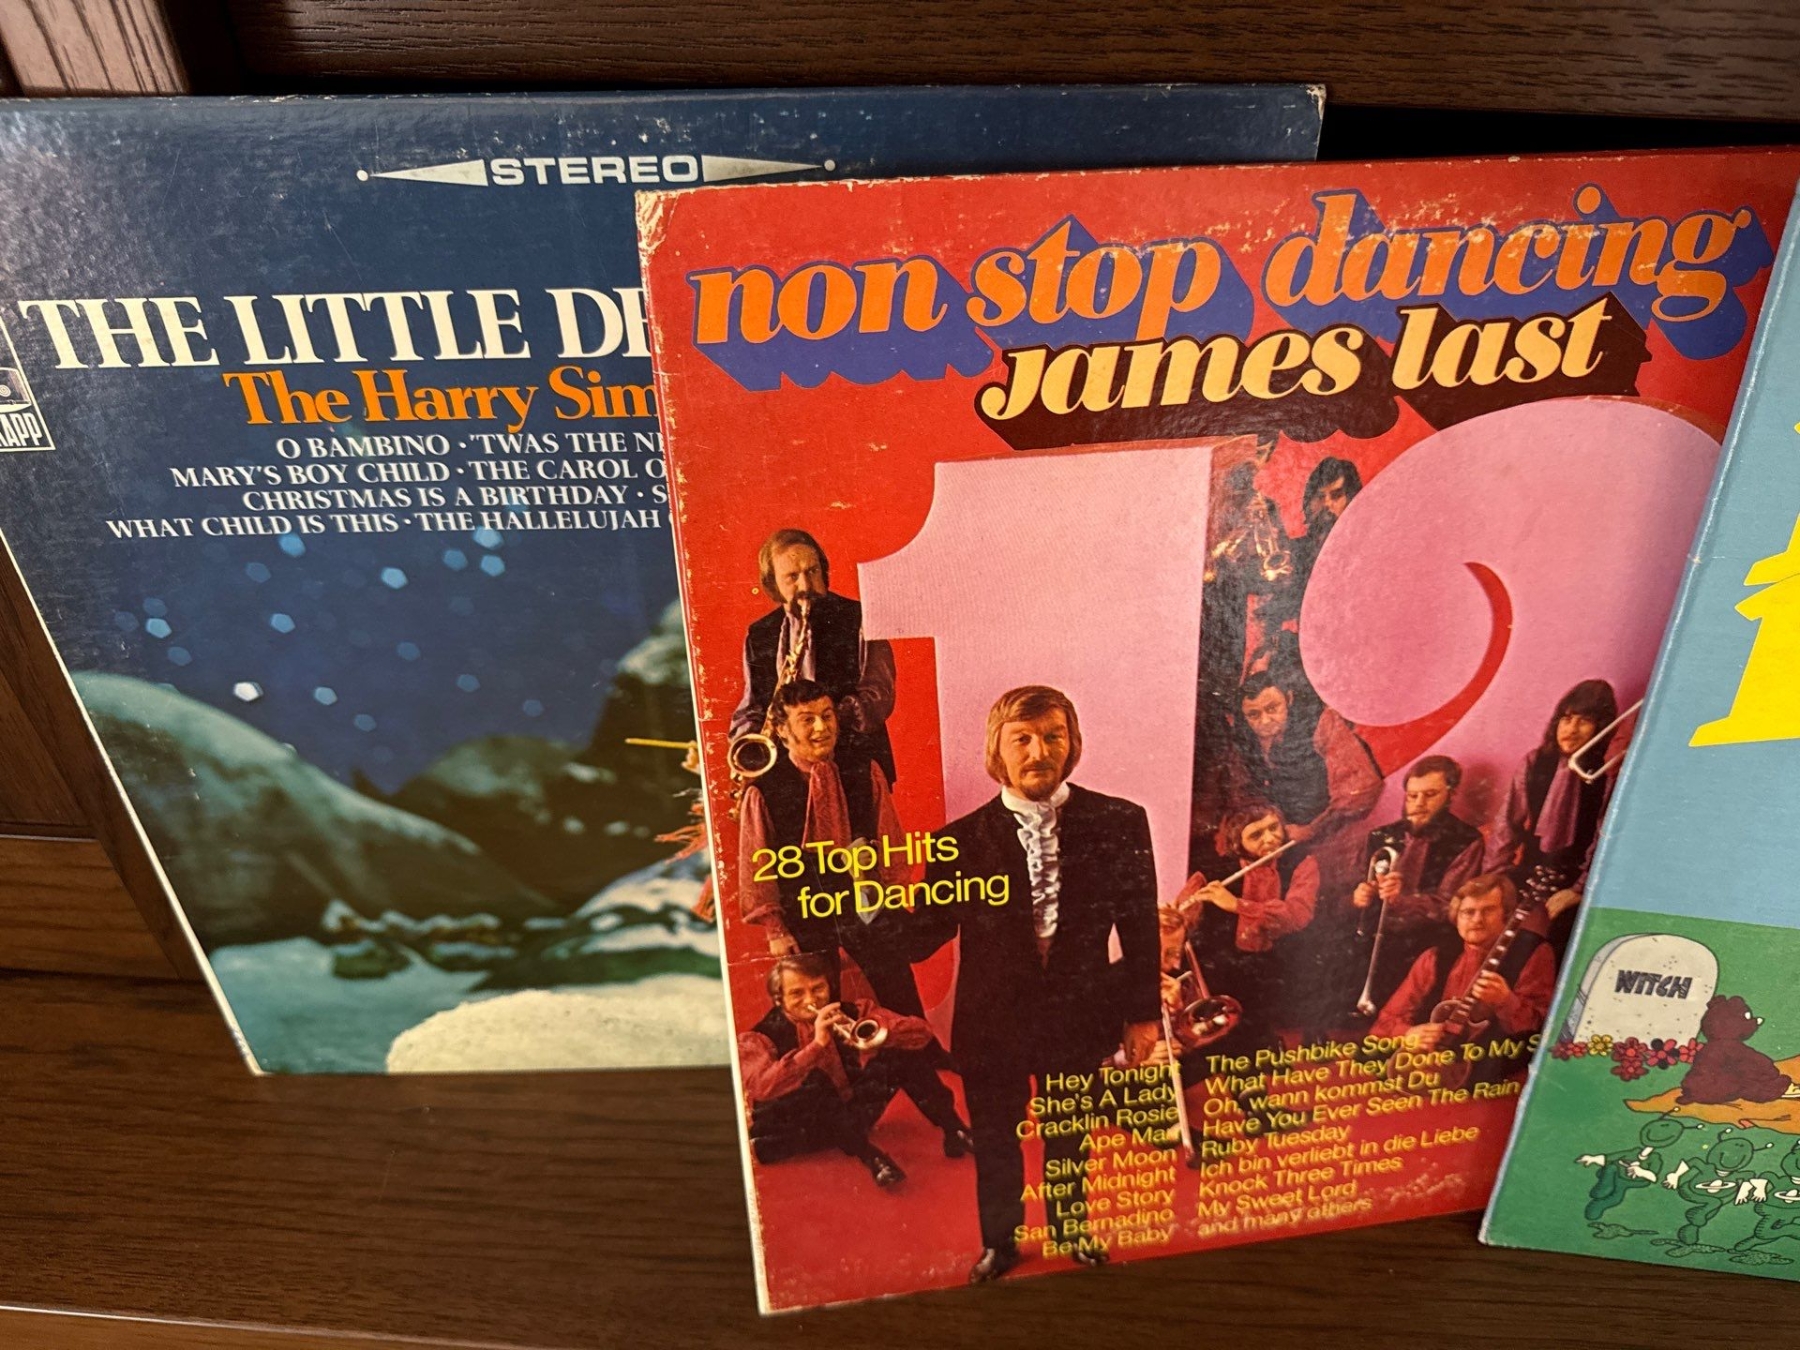 STEREO
THE LITTLE
The Harry
O BAMBINO · 'TWAS THE
MARY'S BOY CHILD · THE CAROL
CHRISTMAS IS A BIRTHDAY ·
WHAT CHILD IS THIS · THE HALLELUJAH
KAPP
non stop dancing
james last
12
28 Top Hits
for Dancing
Hey Tonight
She's A Lady
Cracklin Rosie
Ape Man
Silver Moon
After Midnight
Love Story
San Bernadino
Be My Baby
The Pushbike Song
What Have They Done To My
Oh, wann kommst Du
Have You Ever Seen The Rain
Ruby Tuesday
Ich bin verliebt in die Liebe
Knock Three Times
My Sweet Lord
and many others
WITCH